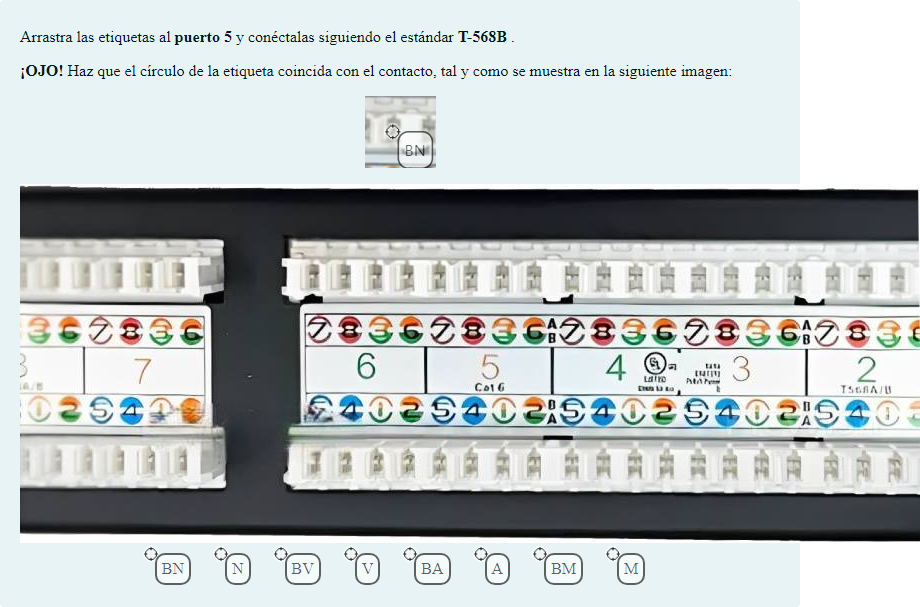 Arrastra las etiquetas al puerto 5 y conéctalas siguiendo el estándar T-568B .
¡OJO! Haz que el círculo de la etiqueta coincida con el contacto, tal y como se muestra en la siguiente imagen:
BN
3 6 7 8 3 6
7 8 3 6 7 8 3 6 A 7 8 3 6 7 8 3 6 A 7 8 3 6
B B
7 6 5 4 3 2
A/B Cat 6 T568A/B
1 2 5 4 1
5 4 1 2 5 4 1 2 B 5 4 1 2 5 4 1 2 B 5 4 1 2
A A
BN N BV V BA A BM M